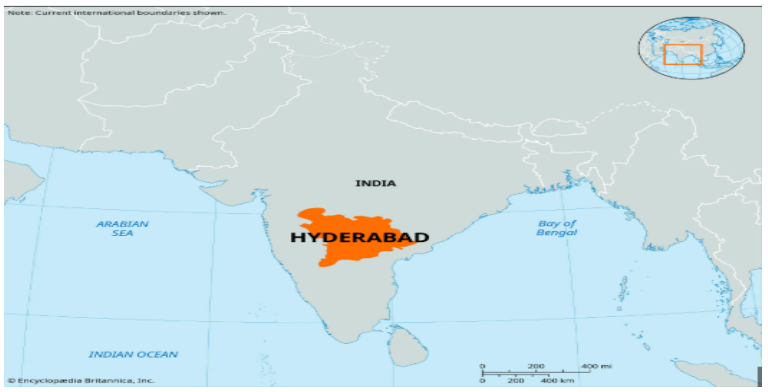 Note: Current international boundaries shown.
INDIA
ARABIAN
SEA
HYDERABAD
Bay of
Bengal
INDIAN OCEAN
0 200 400 mi
0 200 400 km
© Encyclopædia Britannica, Inc.